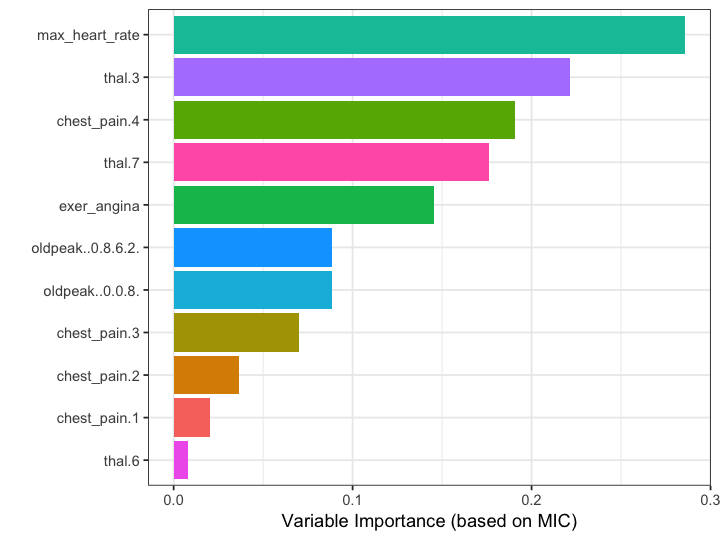 max_heart_rate
thal.3
chest_pain.4
thal.7
exer_angina
oldpeak..0.8.6.2.
oldpeak..0.0.8.
chest_pain.3
chest_pain.2
chest_pain.1
thal.6
0.0 0.1 0.2 0.3
Variable Importance (based on MIC)